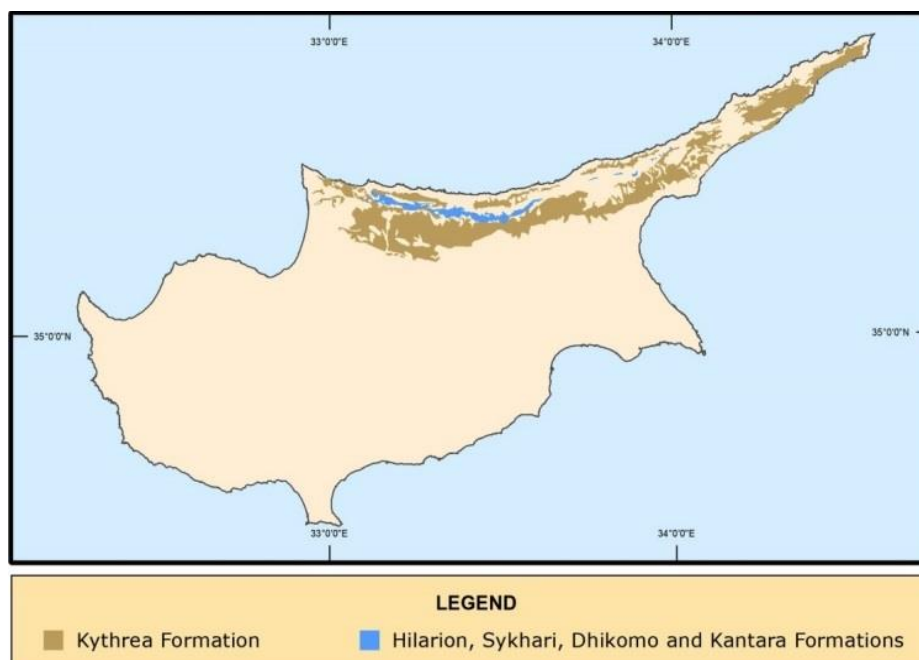 33°0'0"E 34°0'0"E
35°0'0"N 35°0'0"N
33°0'0"E 34°0'0"E
LEGEND
Kythrea Formation Hilarion, Sykhari, Dhikomo and Kantara Formations